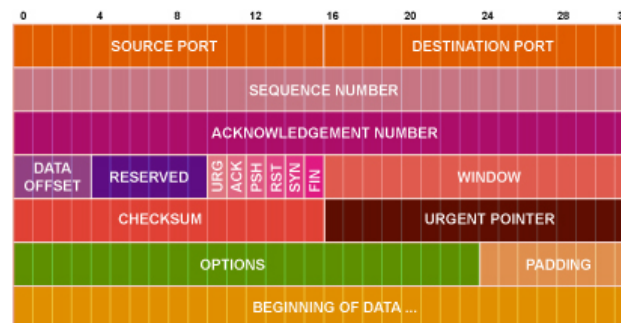 0 4 8 12 16 20 24 28 3
SOURCE PORT DESTINATION PORT
SEQUENCE NUMBER
ACKNOWLEDGEMENT NUMBER
DATA OFFSET RESERVED URG ACK PSH RST SYN FIN WINDOW
CHECKSUM URGENT POINTER
OPTIONS PADDING
BEGINNING OF DATA ...